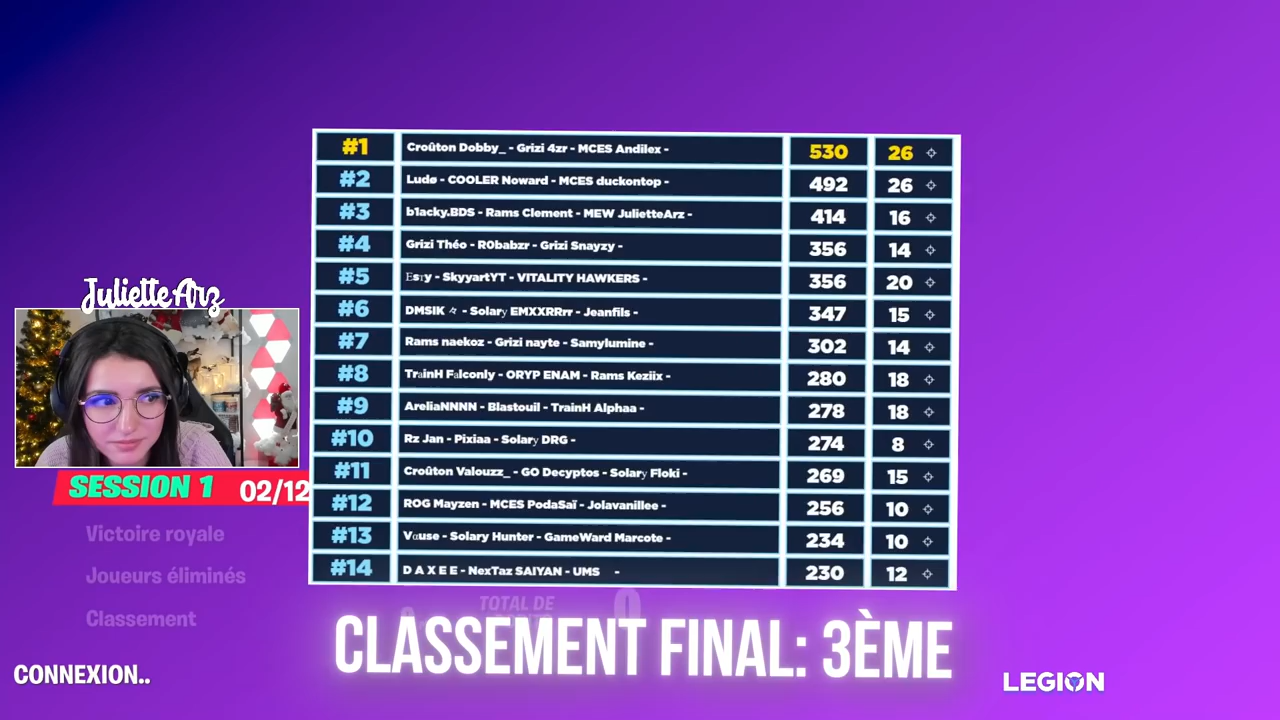 #1 Croûton Dobby_ - Grizi 4zr - MCES Andilex - 530 26
#2 Ludø - COOLER Noward - MCES duckontop - 492 26
#3 b1acky.BDS - Rams Clement - MEW JulietteArz - 414 16
#4 Grizi Théo - R0babzr - Grizi Snayzy - 356 14
#5 Esту - SkyyartYT - VITALITY HAWKERS - 356 20
#6 DMSIK - Solary EMXXRRrr - Jeanfils - 347 15
#7 Rams naekoz - Grizi nayte - Samylumine - 302 14
#8 TrainH Falconly - ORYP ENAM - Rams Keziix - 280 18
#9 AreliaNNNN - Blastouil - TrainH Alphaa - 278 18
#10 Rz Jan - Pixiaa - Solary DRG - 274 8
#11 Croûton Valouzz_ - GO Decyptos - Solary Floki - 269 15
#12 ROG Mayzen - MCES PodaSaï - Jolavanillee - 256 10
#13 Vause - Solary Hunter - GameWard Marcote - 234 10
#14 D A X E E - NexTaz SAIYAN - UMS - 230 12
JulietteArz
SESSION 1 02/12
Victoire royale
Joueurs éliminés
Classement
TOTAL DE
0
CLASSEMENT FINAL: 3ÈME
CONNEXION..
LEGION